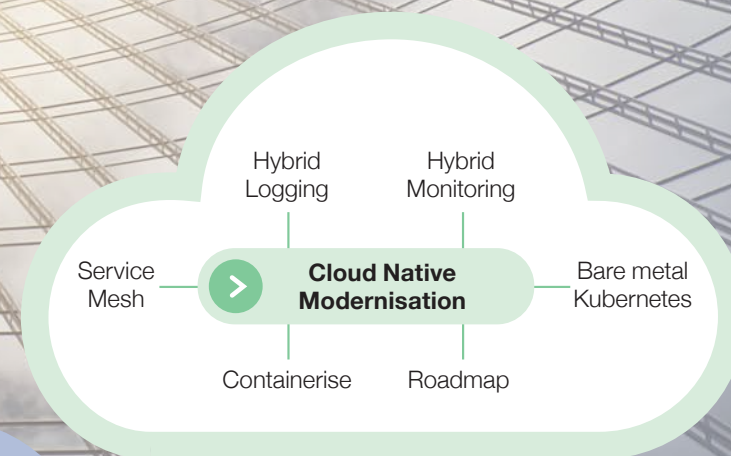 Hybrid
Logging
Hybrid
Monitoring
Service
Mesh
Cloud Native
Modernisation
Bare metal
Kubernetes
Containerise
Roadmap